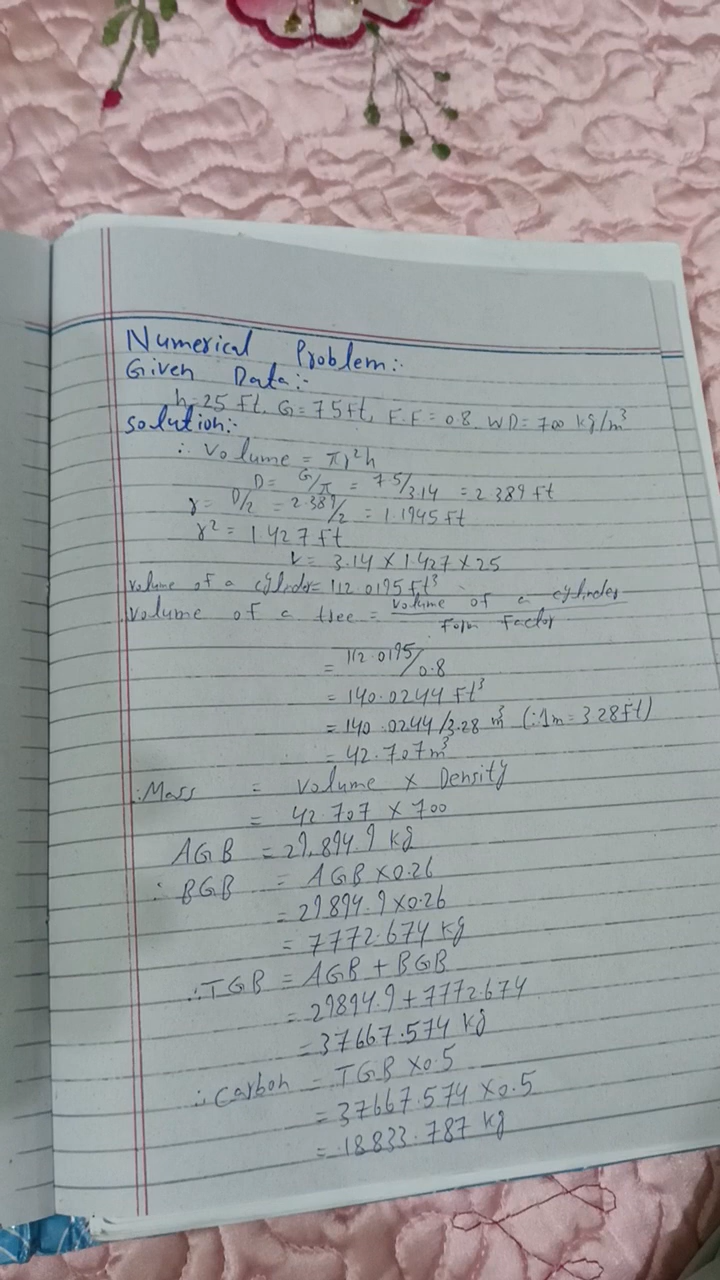 Numerical Problem:-
Given Data:-
h=25 ft, G=7.5ft, F.F=0.8, WD=700 kg/m³
Solution:-
∴ Volume = πr²h
D= G/π = 7.5/3.14 = 2.389 ft
r= D/2 = 2.389/2 = 1.1945 ft
r² = 1.427 ft
V= 3.14 × 1.427 × 25
Volume of a cylinder= 112.0195 ft³
Volume of a tree = Volume of a cylinder / Form Factor
= 112.0195/0.8
= 140.0244 ft³
= 140.0244/3.28 m³ (∴1m=3.28ft)
= 42.707m³
∴Mass = Volume × Density
= 42.707 × 700
AGB = 29,894.9 kg
∴ BGB = AGB ×0.26
= 29894.9 ×0.26
= 7772.674 kg
∴TGB = AGB + BGB
= 29894.9+7772.674
= 37667.574 kg
∴ Carbon = TGB ×0.5
= 37667.574 ×0.5
= 18833.787 kg